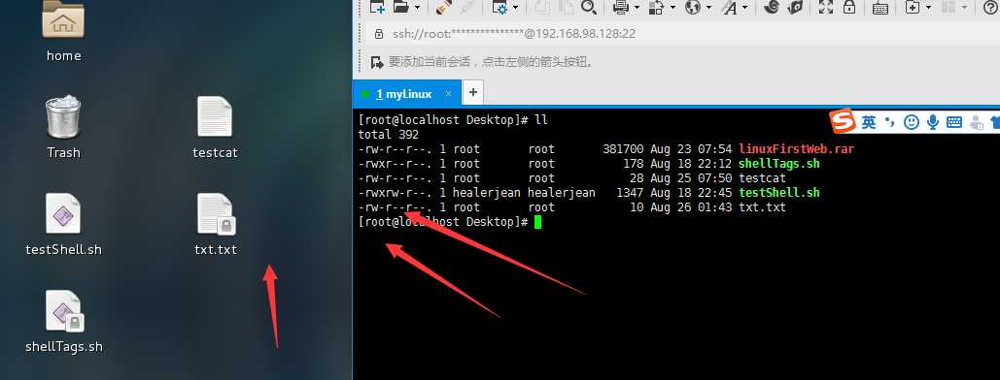 home
Trash
testcat
testShell.sh
txt.txt
shellTags.sh
ssh://root:***************@192.168.98.128:22
要添加当前会话，点击左侧的箭头按钮。
1 myLinux × +
[root@localhost Desktop]# ll
total 392
-rw-r--r--. 1 root root 381700 Aug 23 07:54 linuxFirstWeb.rar
-rwxr--r--. 1 root root 178 Aug 18 22:12 shellTags.sh
-rw-r--r--. 1 root root 28 Aug 25 07:50 testcat
-rwxrw-r--. 1 healerjean healerjean 1347 Aug 18 22:45 testShell.sh
-rw-r--r--. 1 root root 10 Aug 26 01:43 txt.txt
[root@localhost Desktop]#
S 英